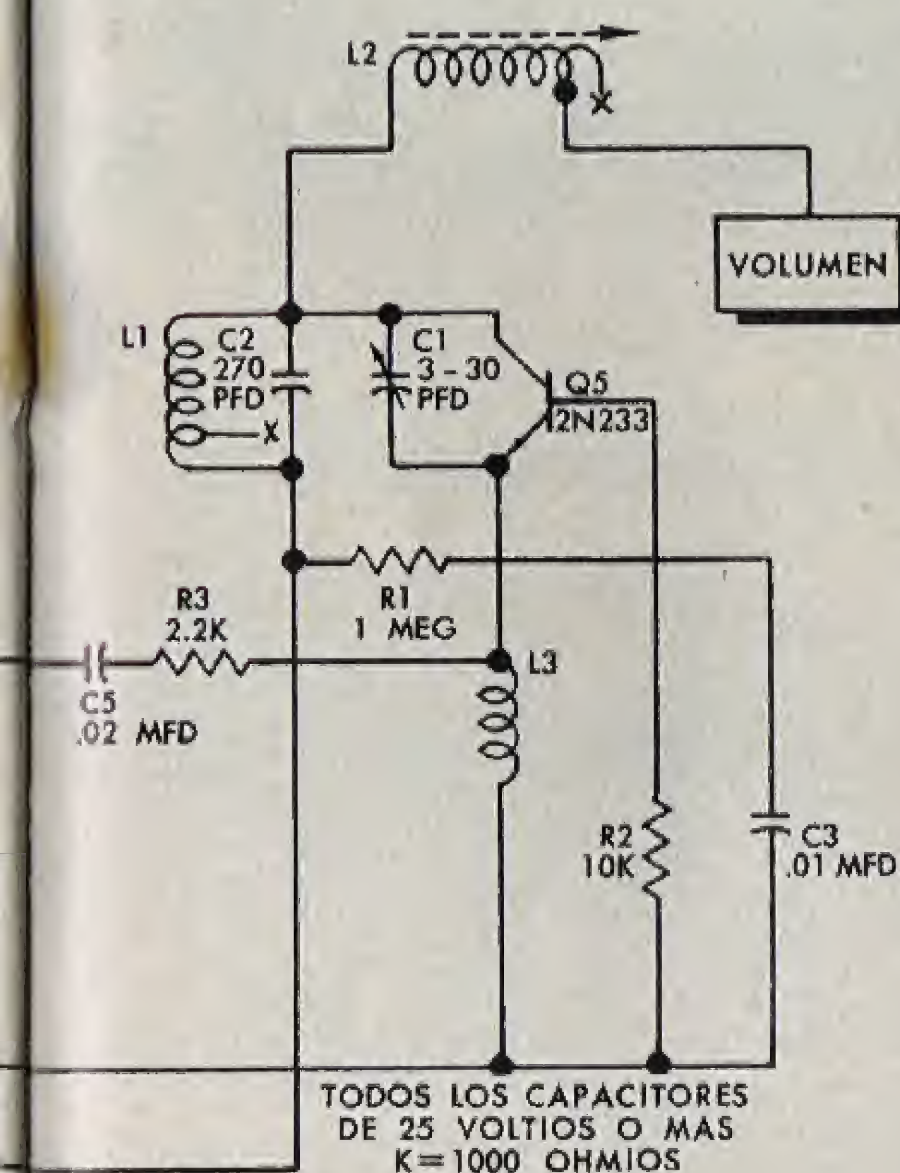 L2
X
VOLUMEN
L1
C2
270
PFD
X
C1
3 - 30
PFD
Q5
2N233
R1
1 MEG
R3
2.2K
L3
C5
.02 MFD
R2
10K
C3
.01 MFD
TODOS LOS CAPACITORES
DE 25 VOLTIOS O MAS
K=1000 OHMIOS